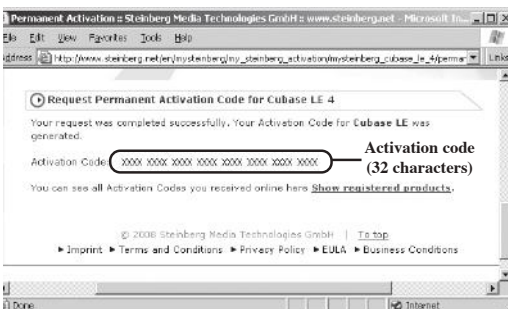 Permanent Activation :: Steinberg Media Technologies GmbH :: www.steinberg.net - Microsoft In...
File Edit View Favorites Tools Help
Address http://www.steinberg.net/en/mysteinberg/my_steinberg_activation/mysteinberg_cubase_le_4/permar Links
Request Permanent Activation Code for Cubase LE 4
Your request was completed successfully. Your Activation Code for Cubase LE was
generated.
Activation Code: XXXX XXXX XXXX XXXX XXXX XXXX XXXX XXXX
Activation code
(32 characters)
You can see all Activation Codes you received online here Show registered products.
© 2008 Steinberg Media Technologies GmbH | To top
Imprint Terms and Conditions Privacy Policy EULA Business Conditions
Done Internet